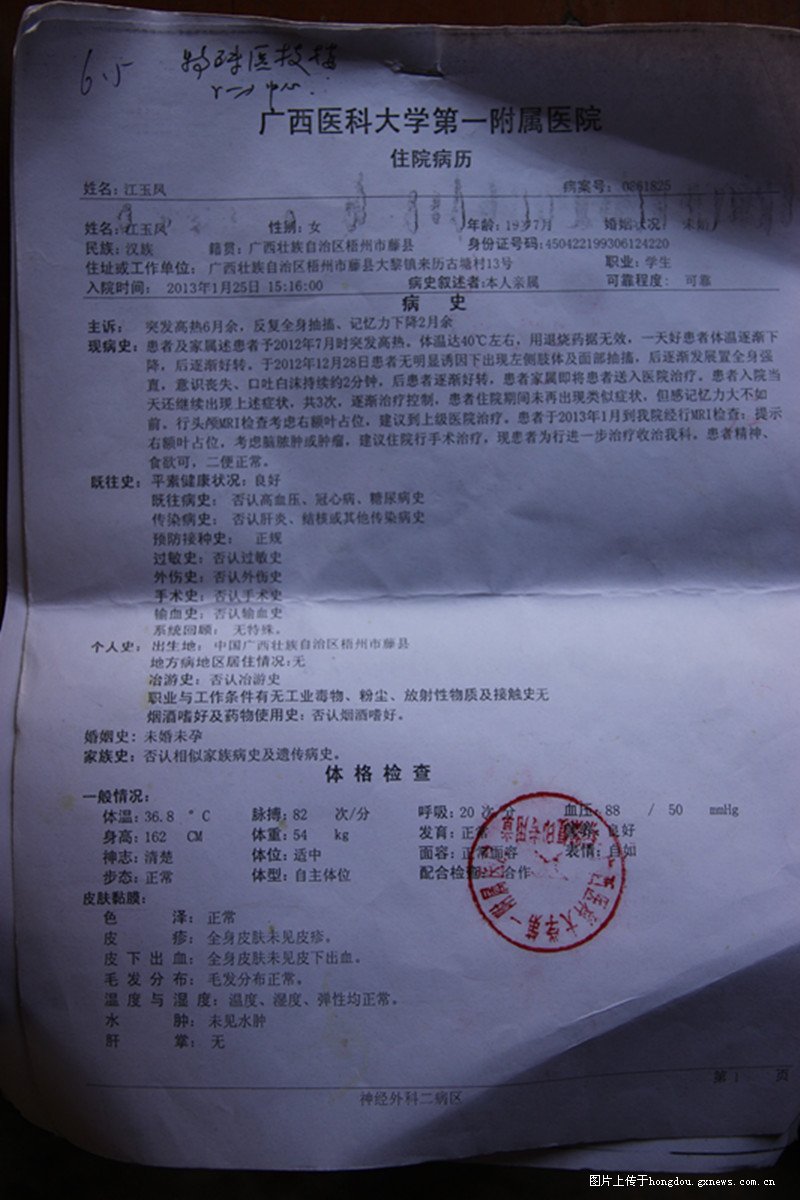 6.5 特殊医技楼
中心
广西医科大学第一附属医院
住院病历
姓名：江玉凤 病案号：0261825
姓名：江玉凤 性别：女 年龄：19岁7月 婚姻状况：未婚
民族：汉族 籍贯：广西壮族自治区梧州市藤县 身份证号码：450422199306124220
住址或工作单位： 广西壮族自治区梧州市藤县大黎镇来历古塘村13号 职业：学生
入院时间： 2013年1月25日 15:16:00 病史叙述者：本人亲属 可靠程度： 可靠
病 史
主诉： 突发高热6月余，反复全身抽搐、记忆力下降2月余
现病史：患者及家属述患者于2012年7月时突发高热，体温达40℃左右，用退烧药据无效，一天好患者体温逐渐下
降，后逐渐好转。于2012年12月28日患者无明显诱因下出现左侧肢体及面部抽搐，后逐渐发展置全身强
直，意识丧失、口吐白沫持续约2分钟，后患者逐渐好转，患者家属即将患者送入医院治疗。患者入院当
天还继续出现上述症状，共3次，逐渐治疗控制，患者住院期间未再出现类似症状，但感记忆力大不如
前。行头颅MRI检查考虑右额叶占位，建议到上级医院治疗。患者于2013年1月到我院经行MRI检查：提示
右额叶占位，考虑脑脓肿或肿瘤，建议住院行手术治疗，现患者为行进一步治疗收治我科。患者精神、
食欲可，二便正常。
既往史：平素健康状况：良好
既往病史： 否认高血压、冠心病、糖尿病史
传染病史： 否认肝炎、结核或其他传染病史
预防接种史： 正规
过敏史：否认过敏史
外伤史：否认外伤史
手术史：否认手术史
输血史：否认输血史
系统回顾： 无特殊。
个人史：出生地： 中国广西壮族自治区梧州市藤县
地方病地区居住情况：无
冶游史：否认冶游史
职业与工作条件有无工业毒物、粉尘、放射性物质及接触史无
烟酒嗜好及药物使用史：否认烟酒嗜好。
婚姻史：未婚未孕
家族史：否认相似家族病史及遗传病史。
体 格 检 查
一般情况：
体温：36.8 °C 脉搏：82 次/分 呼吸：20 次/分 血压：88 / 50 mmHg
身高：162 CM 体重：54 kg 发育：正常 良好
神志：清楚 体位：适中 面容：正常面容 表情：自如
步态：正常 体型：自主体位 配合检查：合作
皮肤黏膜：
色 泽：正常
皮 疹：全身皮肤未见皮疹。
皮 下 出 血：全身皮肤未见皮下出血。
毛 发 分 布：毛发分布正常。
温 度 与 湿 度：温度、湿度、弹性均正常。
水 肿：未见水肿
肝 掌：无
第 1 页
神经外科二病区
图片上传于hongdou.gxnews.com.cn